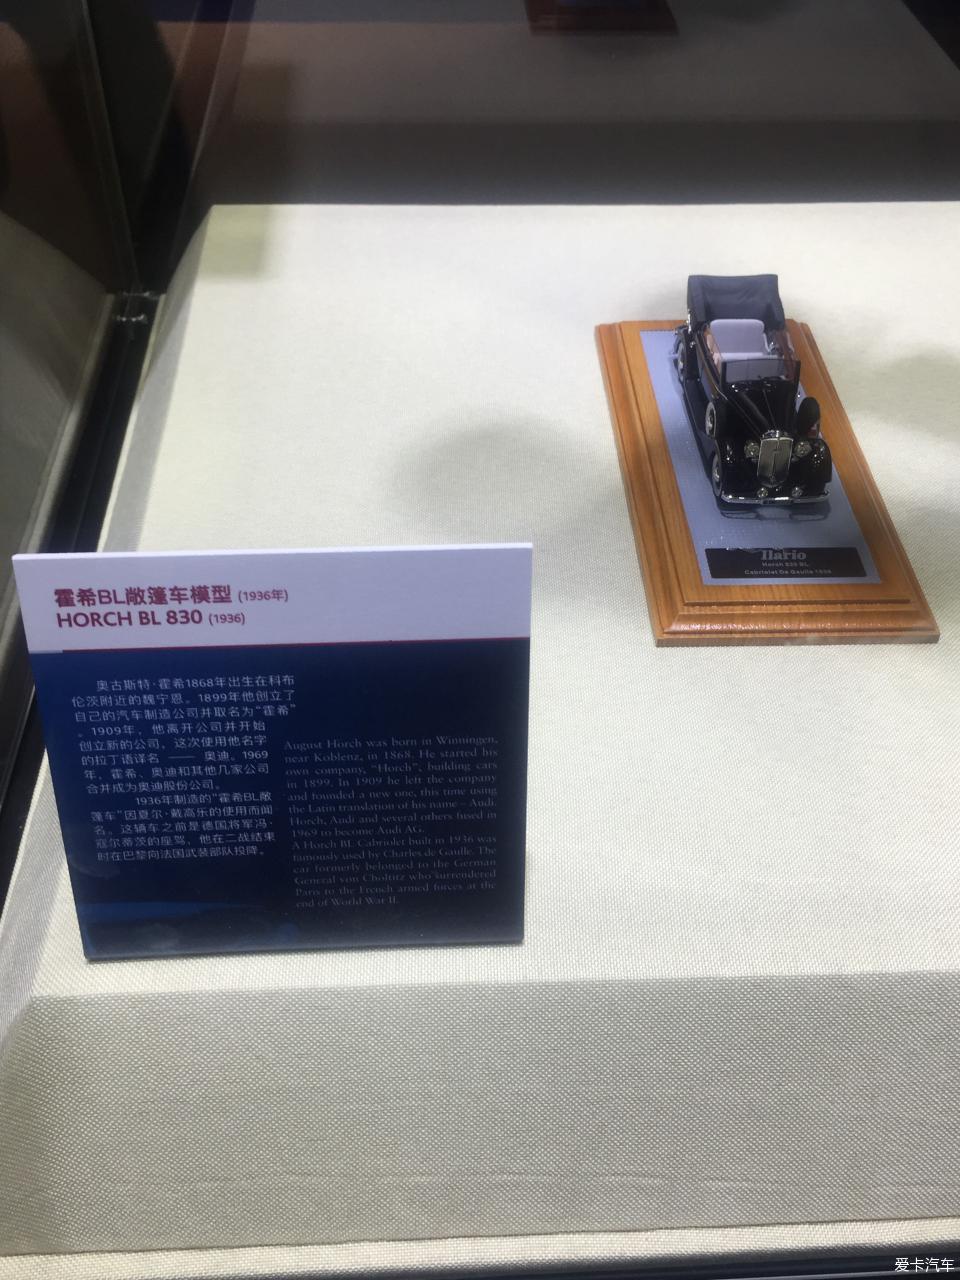 霍希BL敞篷车模型 (1936年)
HORCH BL 830 (1936)
奥古斯特·霍希1868年出生在科布
伦茨附近的魏宁恩。1899年他创立了
自己的汽车制造公司并取名为“霍希”
。1909年，他离开公司并开始
创立新的公司，这次使用他名字
的拉丁语译名 —— 奥迪。1969
年，霍希、奥迪和其他几家公司
合并成为奥迪股份公司。
1936年制造的“霍希BL敞
篷车”因夏尔·戴高乐的使用而闻
名。这辆车之前是德国将军冯·
寇尔蒂茨的座驾，他在二战结束
时在巴黎向法国武装部队投降。
August Horch was born in Winningen,
near Koblenz, in 1868. He started his
own company, “Horch”, building cars
in 1899. In 1909 he left the company
and founded a new one, this time using
the Latin translation of his name – Audi.
Horch, Audi and several others fused in
1969 to become Audi AG.
A Horch BL Cabriolet built in 1936 was
famously used by Charles de Gaulle. The
car formerly belonged to the German
General von Choltitz who surrendered
Paris to the French armed forces at the
end of World War II.
Ilario
Horch 830 BL
Cabriolet De Gaulle 1936
爱卡汽车